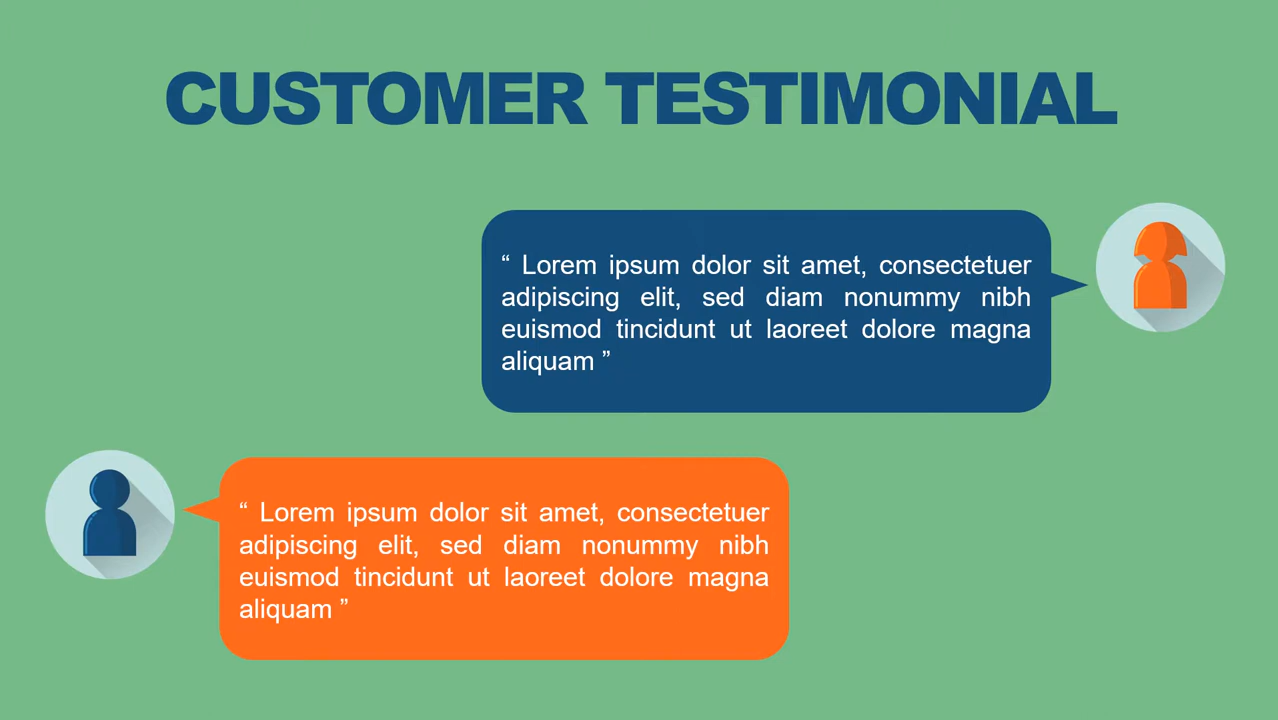 CUSTOMER TESTIMONIAL
“ Lorem ipsum dolor sit amet, consectetuer
adipiscing elit, sed diam nonummy nibh
euismod tincidunt ut laoreet dolore magna
aliquam ”
“ Lorem ipsum dolor sit amet, consectetuer
adipiscing elit, sed diam nonummy nibh
euismod tincidunt ut laoreet dolore magna
aliquam ”